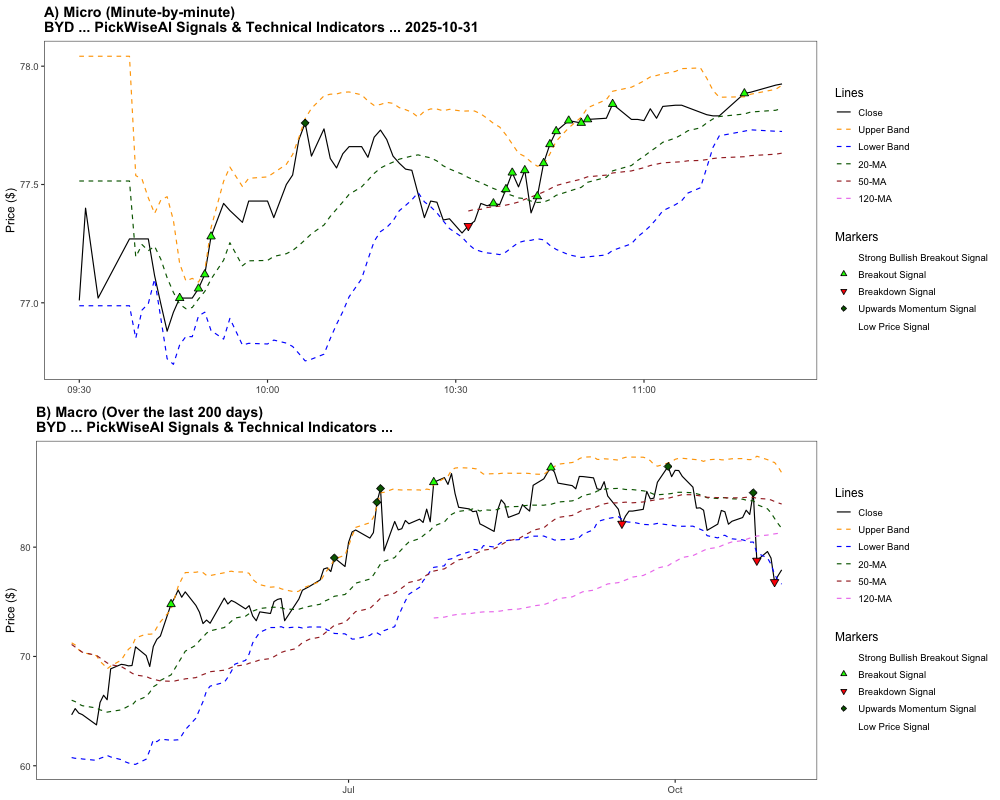 A) Micro (Minute-by-minute)
BYD ... PickWiseAI Signals & Technical Indicators ... 2025-10-31
78.0
77.5
77.0
Price ($)
09:30
10:00
10:30
11:00
Lines
Close
Upper Band
Lower Band
20-MA
50-MA
120-MA
Markers
Strong Bullish Breakout Signal
Breakout Signal
Breakdown Signal
Upwards Momentum Signal
Low Price Signal
B) Macro (Over the last 200 days)
BYD ... PickWiseAI Signals & Technical Indicators ...
80
70
60
Price ($)
Jul
Oct
Lines
Close
Upper Band
Lower Band
20-MA
50-MA
120-MA
Markers
Strong Bullish Breakout Signal
Breakout Signal
Breakdown Signal
Upwards Momentum Signal
Low Price Signal